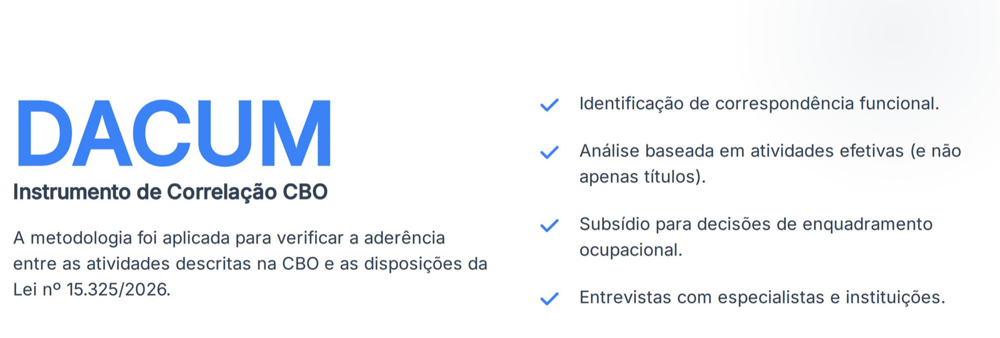 DACUM
Instrumento de Correlação CBO
A metodologia foi aplicada para verificar a aderência
entre as atividades descritas na CBO e as disposições da
Lei nº 15.325/2026.
Identificação de correspondência funcional.
Análise baseada em atividades efetivas (e não
apenas títulos).
Subsídio para decisões de enquadramento
ocupacional.
Entrevistas com especialistas e instituições.